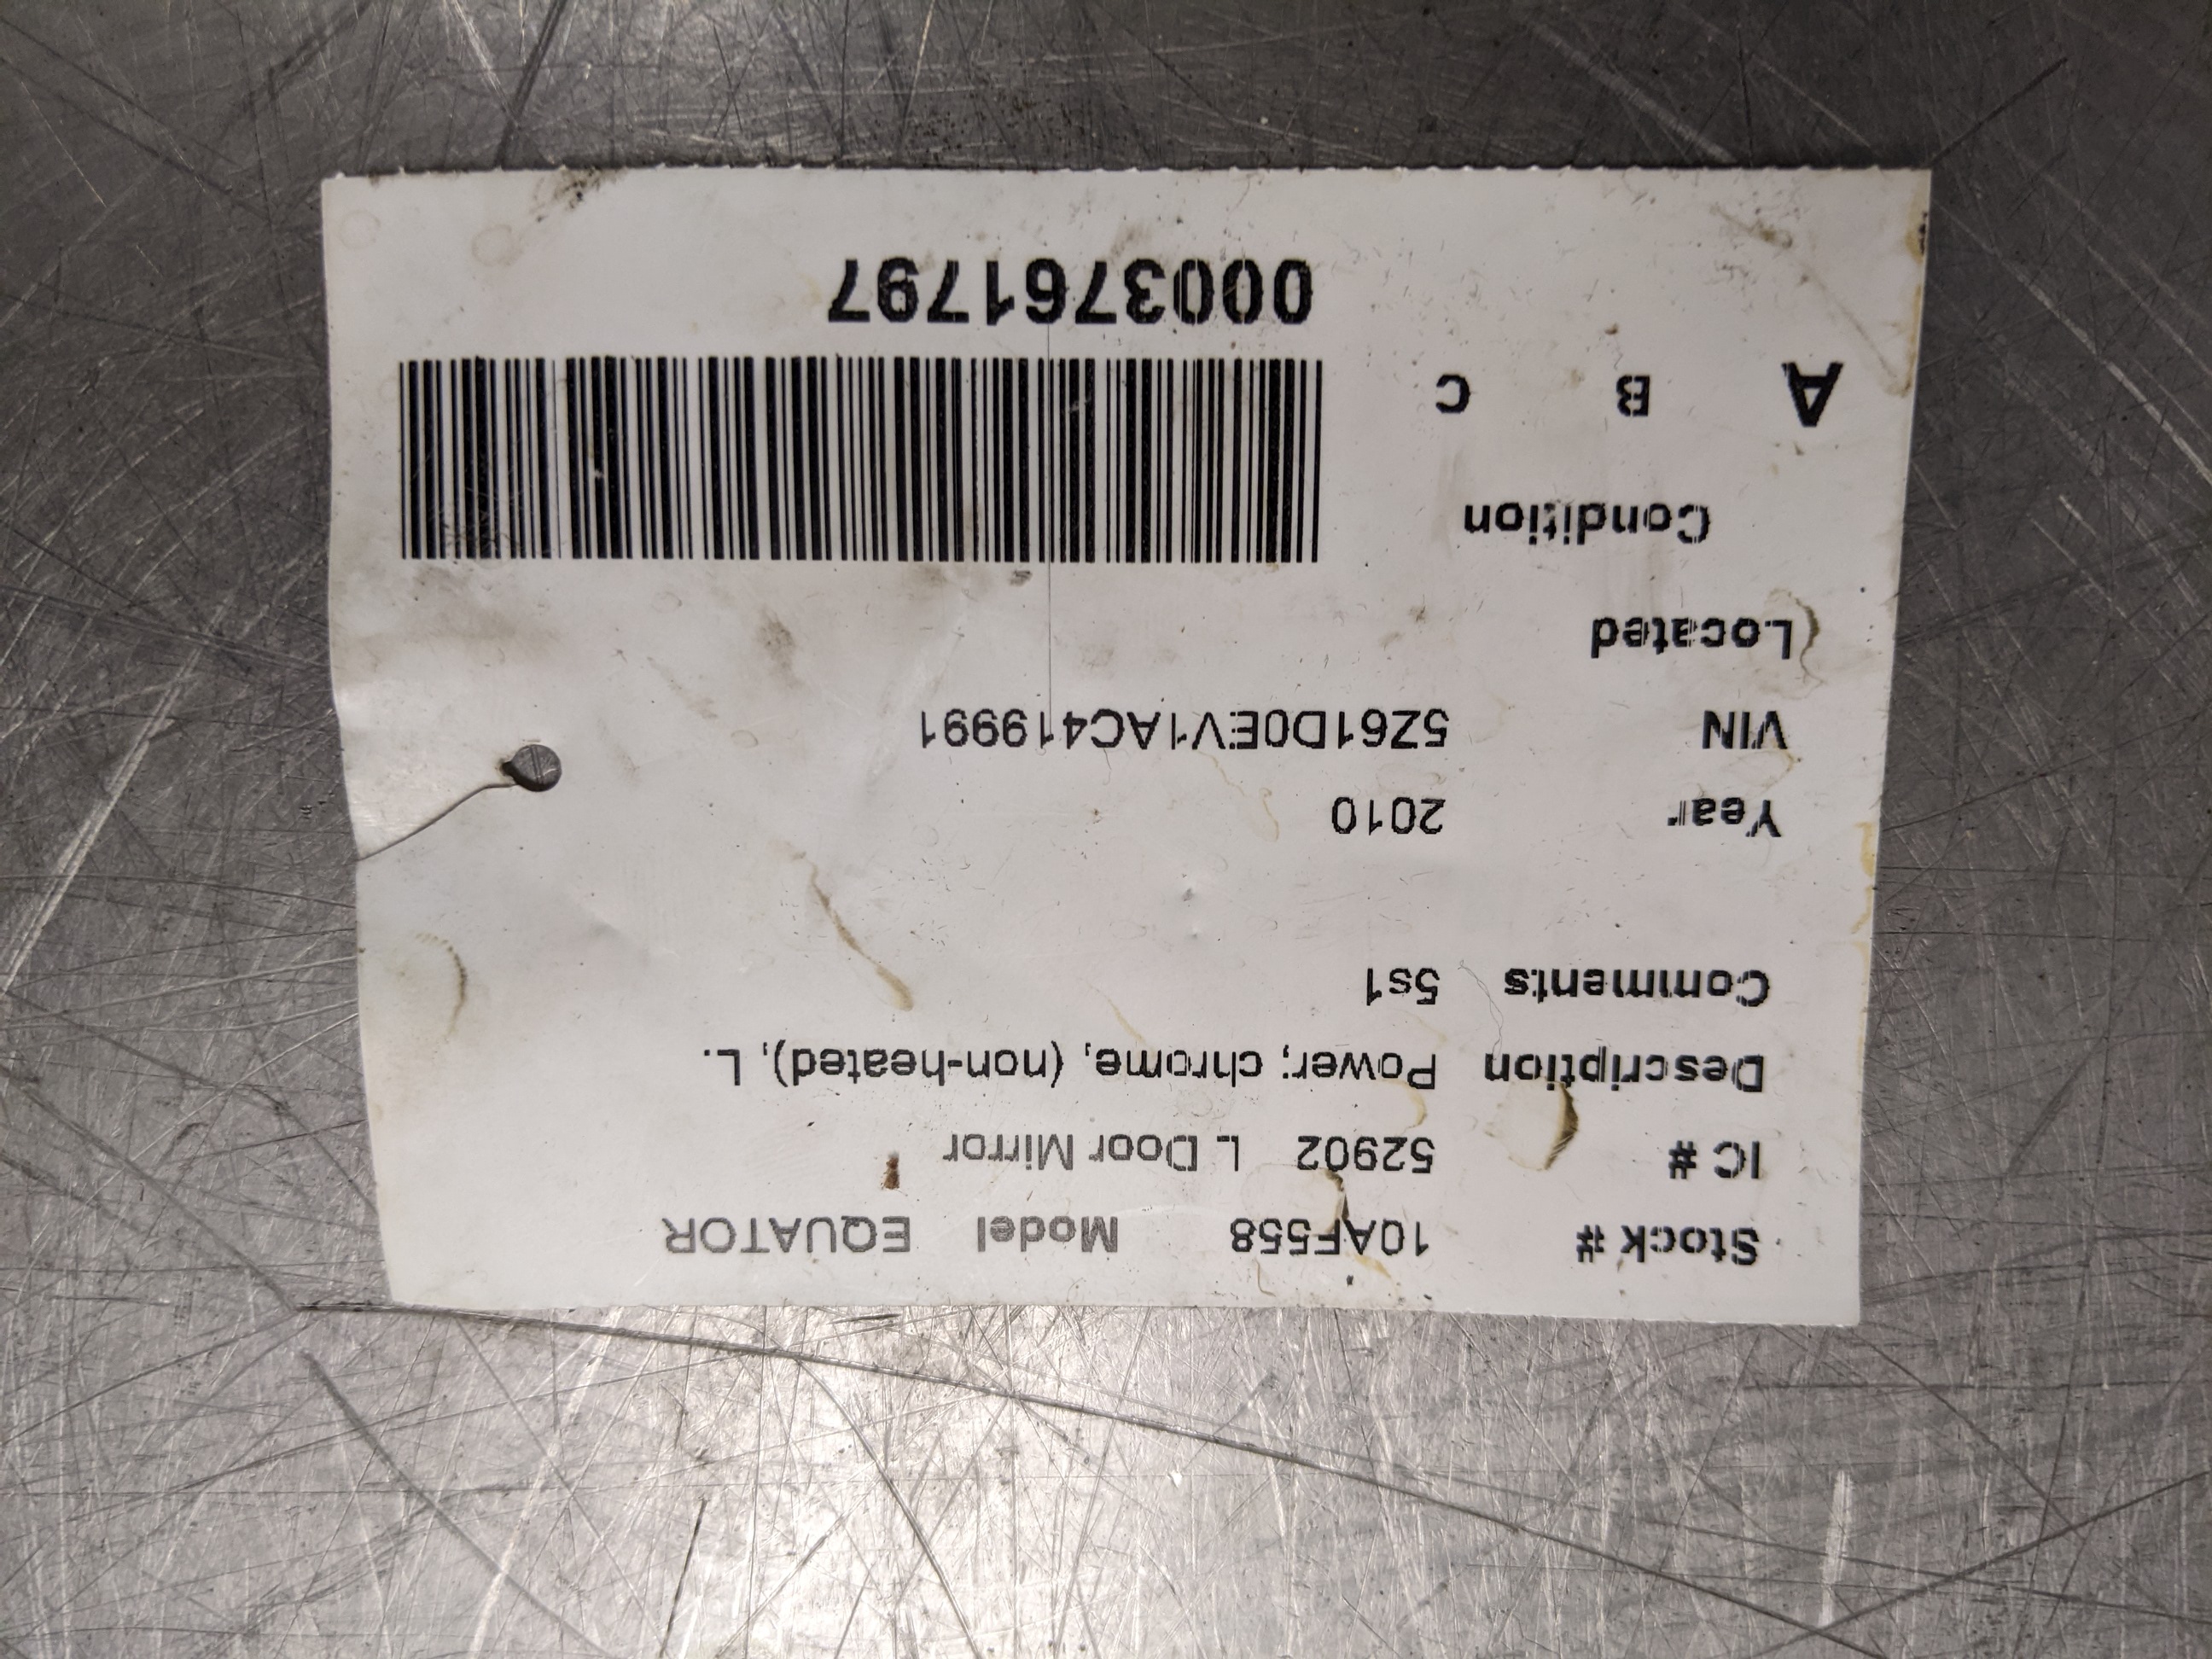 Stock # 10AF558 Model EQUATOR
IC # 52902 L Door Mirror
Description Power; chrome, (non-heated), L.
Comments 5s1
Year 2010
VIN 5Z61D0EV1AC419991
Located
Condition
A B C
0003761797